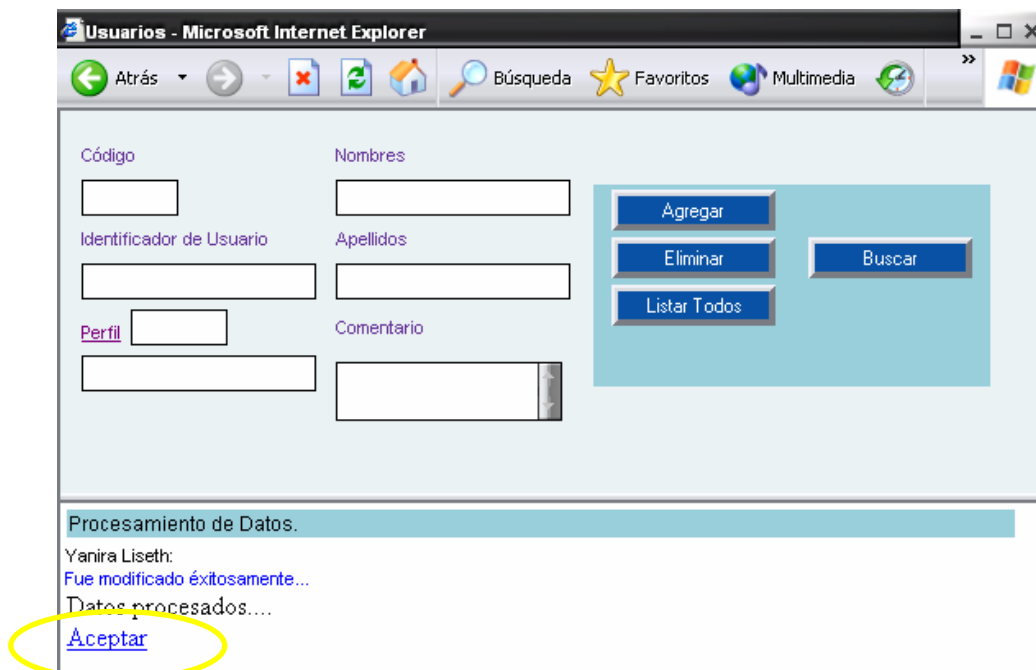 Usuarios - Microsoft Internet Explorer
Atrás Búsqueda Favoritos Multimedia »
Código Nombres
Agregar
Identificador de Usuario Apellidos
Eliminar Buscar
Listar Todos
Perfil Comentario
Procesamiento de Datos.
Yanira Liseth:
Fue modificado éxitosamente...
Datos procesados....
Aceptar